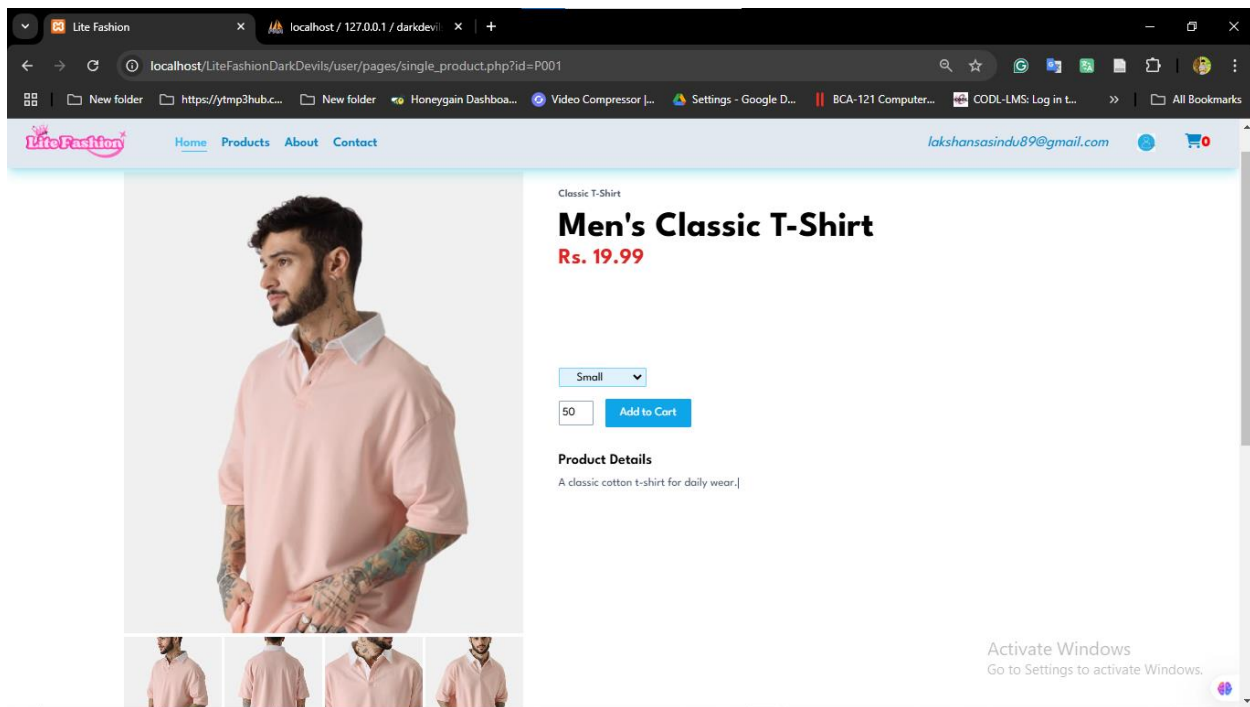 Lite Fashion
localhost / 127.0.0.1 / darkdevil
localhost/LiteFashionDarkDevils/user/pages/single_product.php?id=P001
New folder https://ytmp3hub.c... New folder Honeygain Dashboa... Video Compressor |... Settings - Google D... BCA-121 Computer... CODL-LMS: Log in t... » All Bookmarks
Lite Fashion Home Products About Contact lakshansasindu89@gmail.com 0
Classic T-Shirt
Men's Classic T-Shirt
Rs. 19.99
Small
50 Add to Cart
Product Details
A classic cotton t-shirt for daily wear.
Activate Windows
Go to Settings to activate Windows.